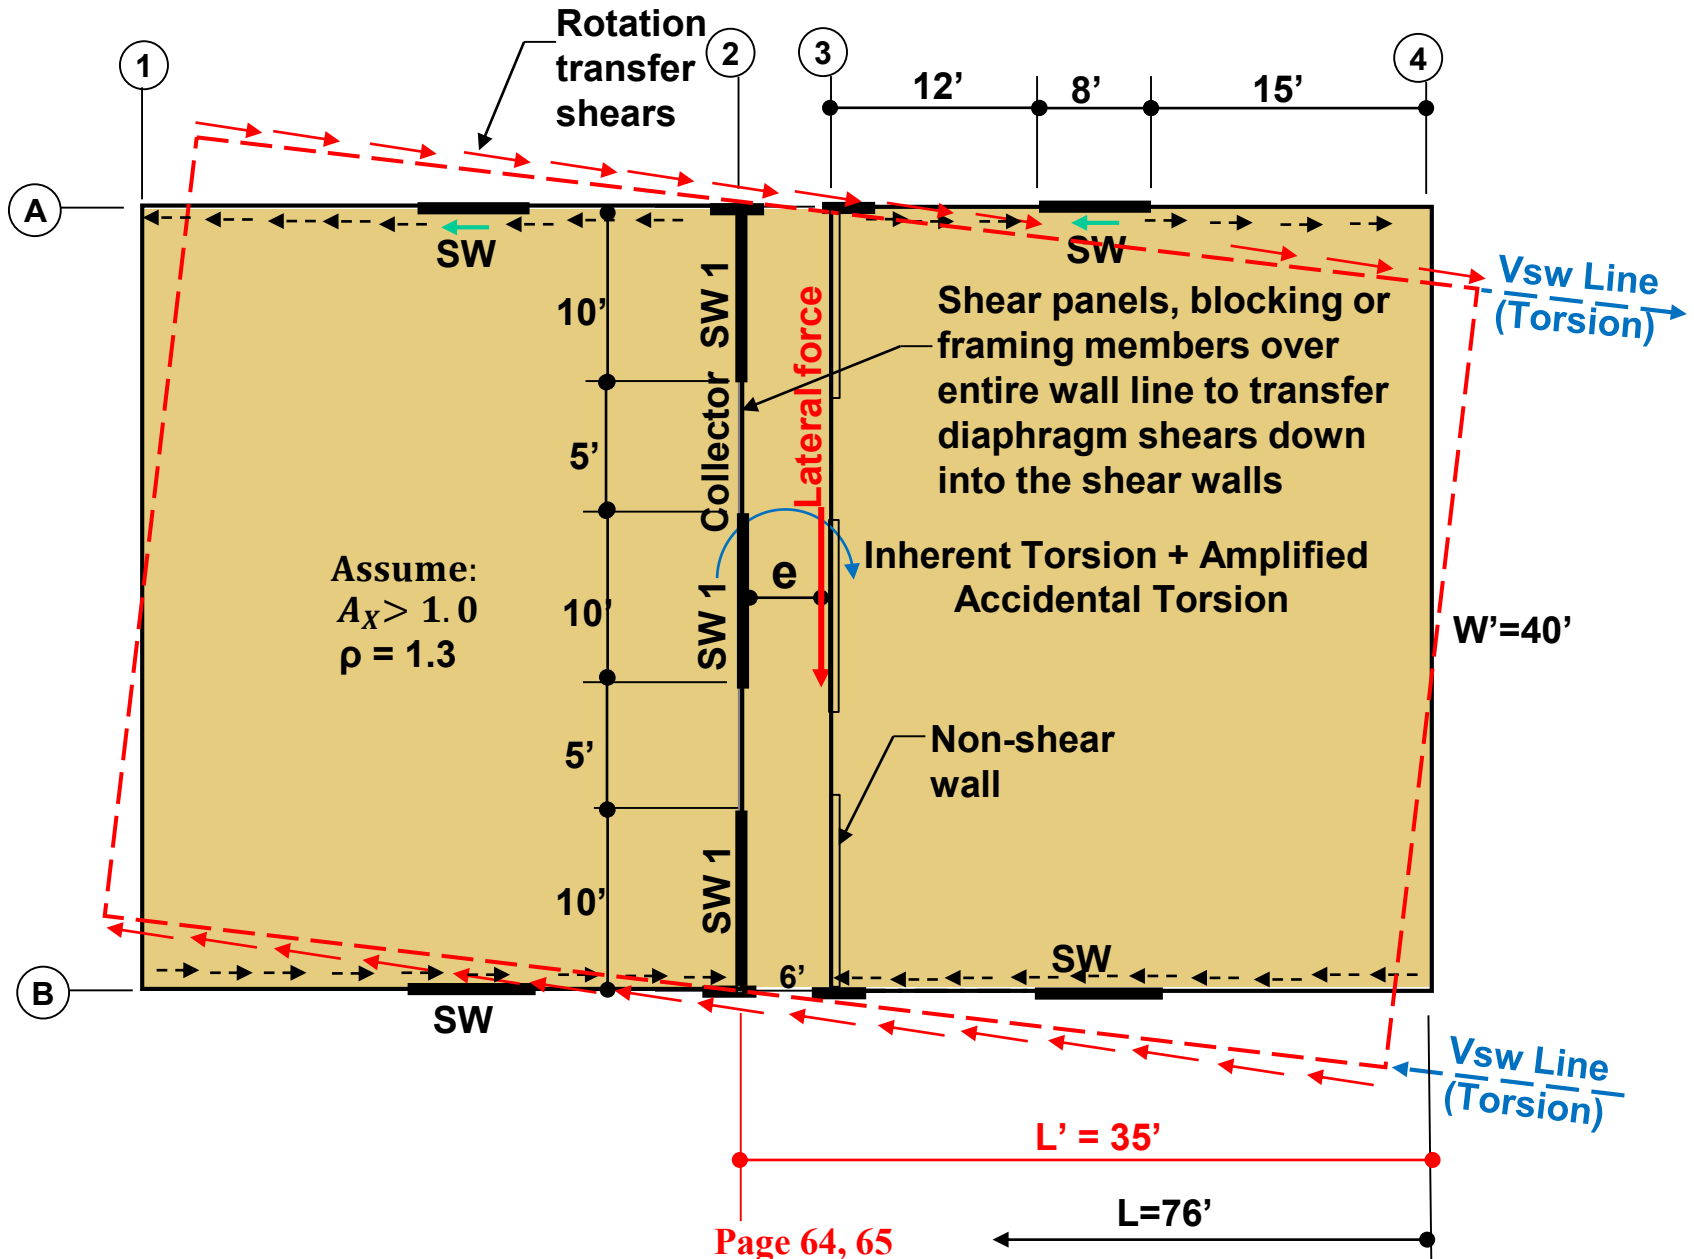 Rotation
transfer
shears
1
2
3
4
12’
8’
15’
A
SW
SW
Vsw Line
(Torsion)
10’
SW 1
Lateral force
Shear panels, blocking or
framing members over
entire wall line to transfer
diaphragm shears down
into the shear walls
Collector
5’
Inherent Torsion + Amplified
Accidental Torsion
e
Assume:
A_X > 1.0
ρ = 1.3
10’
SW 1
W’=40’
Non-shear
wall
5’
10’
SW 1
SW
6’
B
SW
Vsw Line
(Torsion)
L’ = 35’
L=76’
Page 64, 65